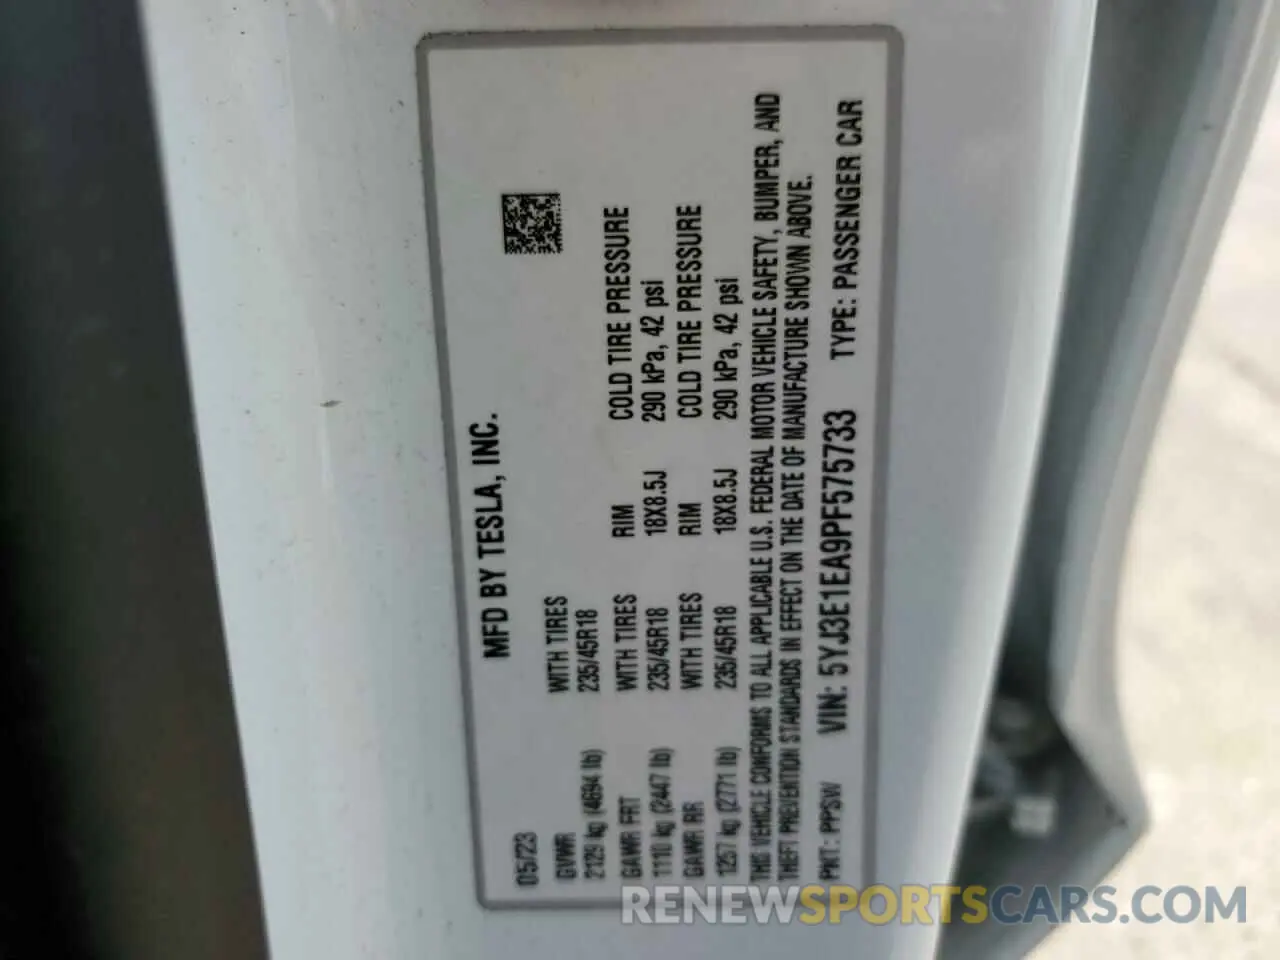 MFD BY TESLA, INC.
05/23
GVWR WITH TIRES
2129 kg (4694 lb) 235/45R18
GAWR FRT WITH TIRES RIM COLD TIRE PRESSURE
1110 kg (2447 lb) 235/45R18 18X8.5J 290 kPa, 42 psi
GAWR RR WITH TIRES RIM COLD TIRE PRESSURE
1257 kg (2771 lb) 235/45R18 18X8.5J 290 kPa, 42 psi
THIS VEHICLE CONFORMS TO ALL APPLICABLE U.S. FEDERAL MOTOR VEHICLE SAFETY, BUMPER, AND
THEFT PREVENTION STANDARDS IN EFFECT ON THE DATE OF MANUFACTURE SHOWN ABOVE.
PNT: PPSW VIN: 5YJ3E1EA9PF575733 TYPE: PASSENGER CAR
RENEWSPORTSCARS.COM